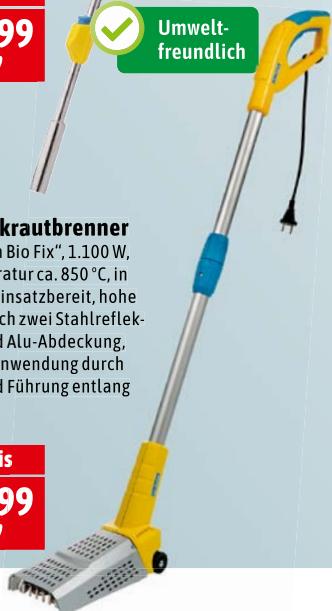 99
Umwelt-
freundlich
krautbrenner
Bio Fix“, 1.100 W,
ratur ca. 850 °C, in
insatzbereit, hohe
ch zwei Stahlreflek-
d Alu-Abdeckung,
nwendung durch
d Führung entlang
is
99